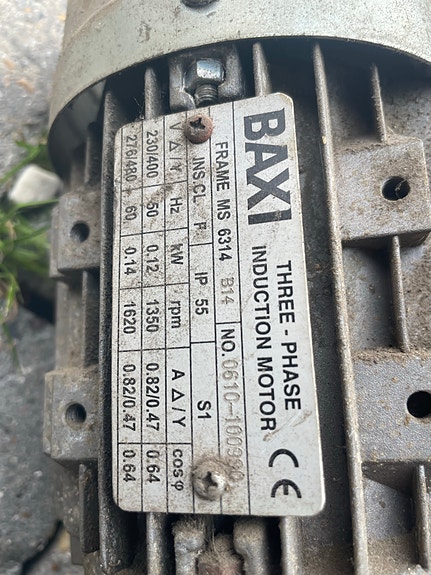 BAXI THREE - PHASE
INDUCTION MOTOR CE
FRAME MS 6314 B14 NO. 0610-100980
INS.CL F IP 55 S1
V Δ / Y Hz kW rpm A Δ / Y cosφ
230/400 50 0.12 1350 0.82/0.47 0.64
276/480 60 0.14 1620 0.82/0.47 0.64